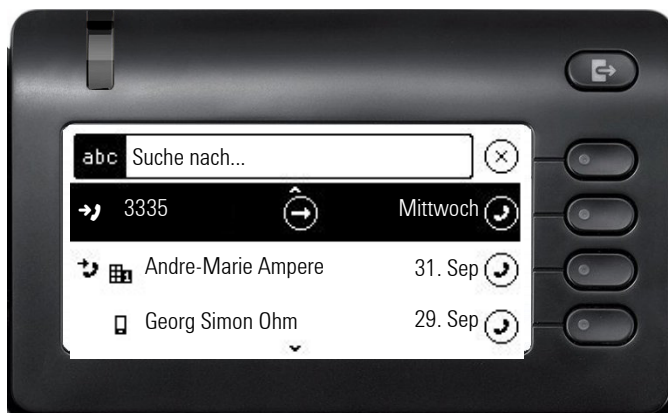 abc Suche nach...
3335 Mittwoch
Andre-Marie Ampere 31. Sep
Georg Simon Ohm 29. Sep